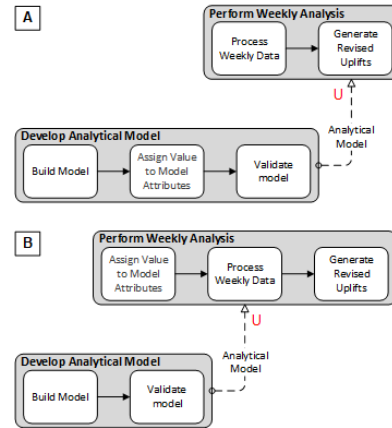 A
Perform Weekly Analysis
Process
Weekly Data
Generate
Revised
Uplifts
U
Analytical
Model
Develop Analytical Model
Build Model
Assign Value
to Model
Attributes
Validate
model
B
Perform Weekly Analysis
Assign Value
to Model
Attributes
Process
Weekly Data
Generate
Revised
Uplifts
U
Analytical
Model
Develop Analytical Model
Build Model
Validate
model